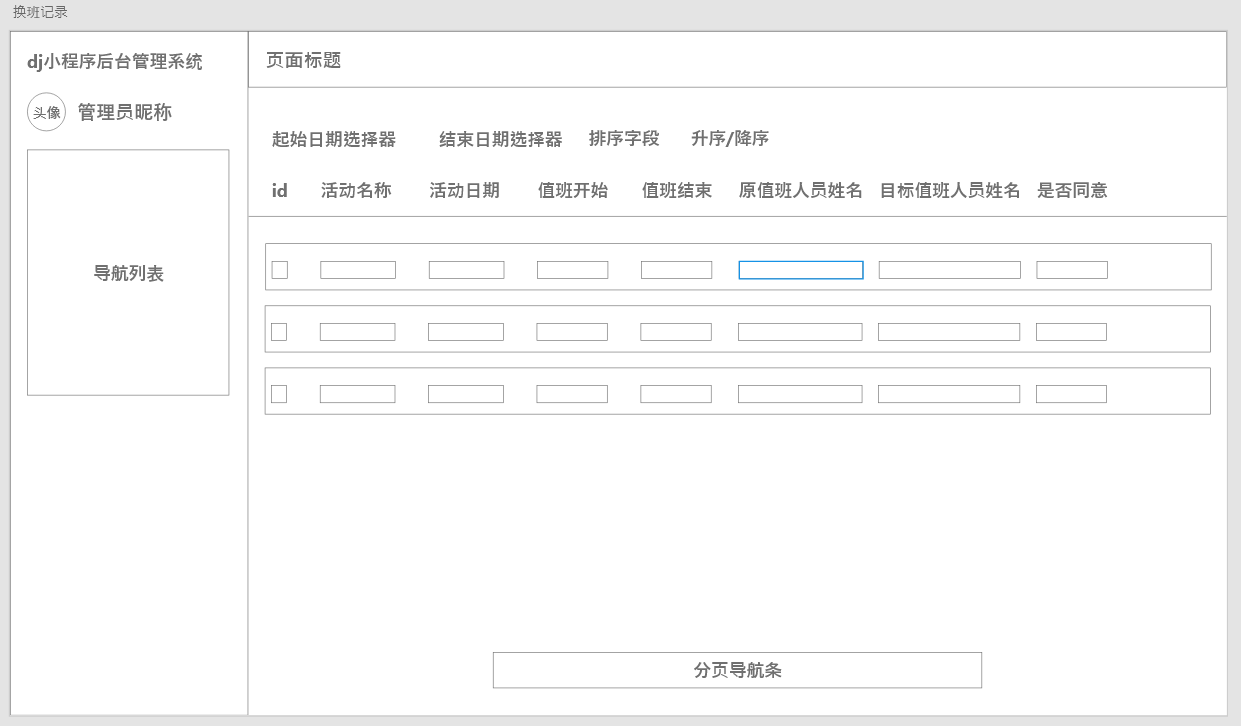 换班记录
dj小程序后台管理系统
页面标题
头像 管理员昵称
起始日期选择器 结束日期选择器 排序字段 升序/降序
id 活动名称 活动日期 值班开始 值班结束 原值班人员姓名 目标值班人员姓名 是否同意
导航列表
分页导航条